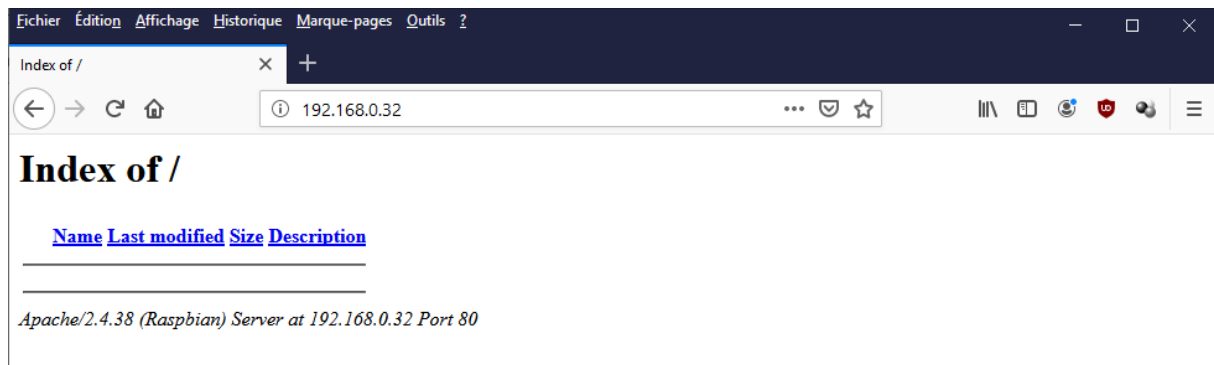 Fichier Édition Affichage Historique Marque-pages Outils ?
Index of /
192.168.0.32
Index of /
Name Last modified Size Description
Apache/2.4.38 (Raspbian) Server at 192.168.0.32 Port 80